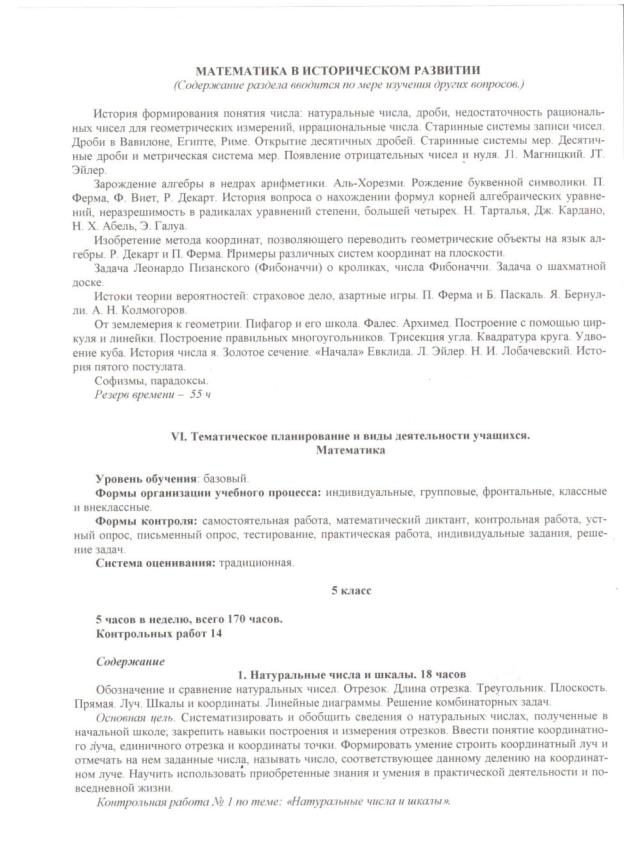 МАТЕМАТИКА В ИСТОРИЧЕСКОМ РАЗВИТИИ
(Содержание раздела вводится по мере изучения других вопросов.)
История формирования понятия числа: натуральные числа, дроби, недостаточность рациональ-
ных чисел для геометрических измерений, иррациональные числа. Старинные системы записи чисел.
Дроби в Вавилоне, Египте, Риме. Открытие десятичных дробей. Старинные системы мер. Десятич-
ные дроби и метрическая система мер. Появление отрицательных чисел и нуля. J1. Магницкий. JT.
Эйлер.
Зарождение алгебры в недрах арифметики. Аль-Хорезми. Рождение буквенной символики. П.
Ферма, Ф. Виет, Р. Декарт. История вопроса о нахождении формул корней алгебраических уравне-
ний, неразрешимость в радикалах уравнений степени, большей четырех. Н. Тарталья, Дж. Кардано,
Н. Х. Абель, Э. Галуа.
Изобретение метода координат, позволяющего переводить геометрические объекты на язык ал-
гебры. Р. Декарт и П. Ферма. Примеры различных систем координат на плоскости.
Задача Леонардо Пизанского (Фибоначчи) о кроликах, числа Фибоначчи. Задача о шахматной
доске.
Истоки теории вероятностей: страховое дело, азартные игры. П. Ферма и Б. Паскаль. Я. Бернул-
ли. А. Н. Колмогоров.
От землемерия к геометрии. Пифагор и его школа. Фалес. Архимед. Построение с помощью цир-
куля и линейки. Построение правильных многоугольников. Трисекция угла. Квадратура круга. Удво-
ение куба. История числа я. Золотое сечение. «Начала» Евклида. Л. Эйлер. Н. И. Лобачевский. Исто-
рия пятого постулата.
Софизмы, парадоксы.
Резерв времени – 55 ч
VI. Тематическое планирование и виды деятельности учащихся.
Математика
Уровень обучения: базовый.
Формы организации учебного процесса: индивидуальные, групповые, фронтальные, классные
и внеклассные.
Формы контроля: самостоятельная работа, математический диктант, контрольная работа, уст-
ный опрос, письменный опрос, тестирование, практическая работа, индивидуальные задания, реше-
ние задач.
Система оценивания: традиционная.
5 класс
5 часов в неделю, всего 170 часов.
Контрольных работ 14
Содержание
1. Натуральные числа и шкалы. 18 часов
Обозначение и сравнение натуральных чисел. Отрезок. Длина отрезка. Треугольник. Плоскость.
Прямая. Луч. Шкалы и координаты. Линейные диаграммы. Решение комбинаторных задач.
Основная цель. Систематизировать и обобщить сведения о натуральных числах, полученные в
начальной школе; закрепить навыки построения и измерения отрезков. Ввести понятие координатно-
го луча, единичного отрезка и координаты точки. Формировать умение строить координатный луч и
отмечать на нем заданные числа, называть число, соответствующее данному делению на координат-
ном луче. Научить использовать приобретенные знания и умения в практической деятельности и по-
вседневной жизни.
Контрольная работа № 1 по теме: «Натуральные числа и шкалы».